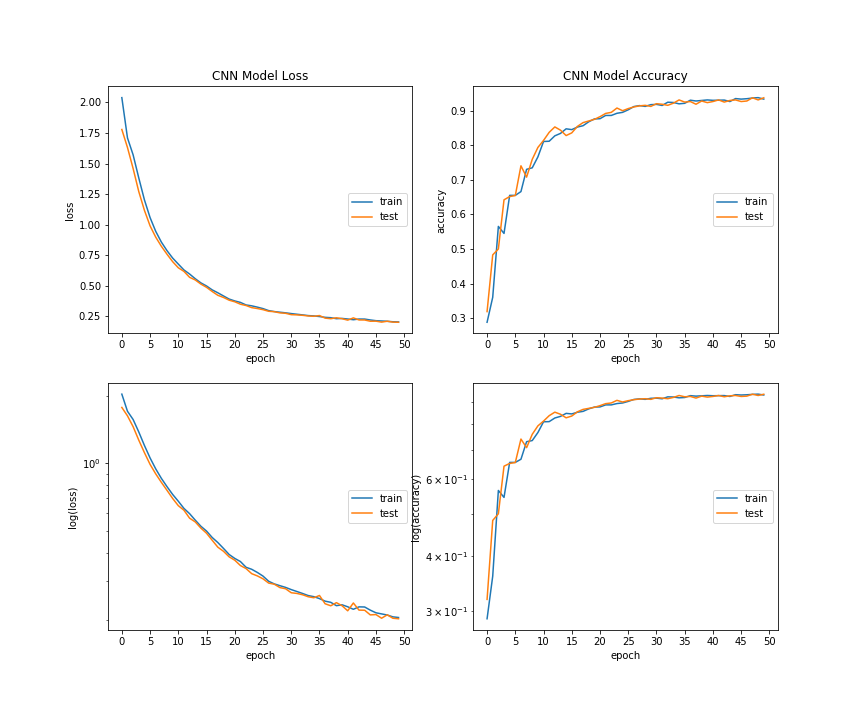 CNN Model Loss
loss
2.00
1.75
1.50
1.25
1.00
0.75
0.50
0.25
train
test
0 5 10 15 20 25 30 35 40 45 50
epoch
CNN Model Accuracy
accuracy
0.9
0.8
0.7
0.6
0.5
0.4
0.3
train
test
0 5 10 15 20 25 30 35 40 45 50
epoch
log(loss)
10⁰
train
test
0 5 10 15 20 25 30 35 40 45 50
epoch
log(accuracy)
6 × 10⁻¹
4 × 10⁻¹
3 × 10⁻¹
train
test
0 5 10 15 20 25 30 35 40 45 50
epoch